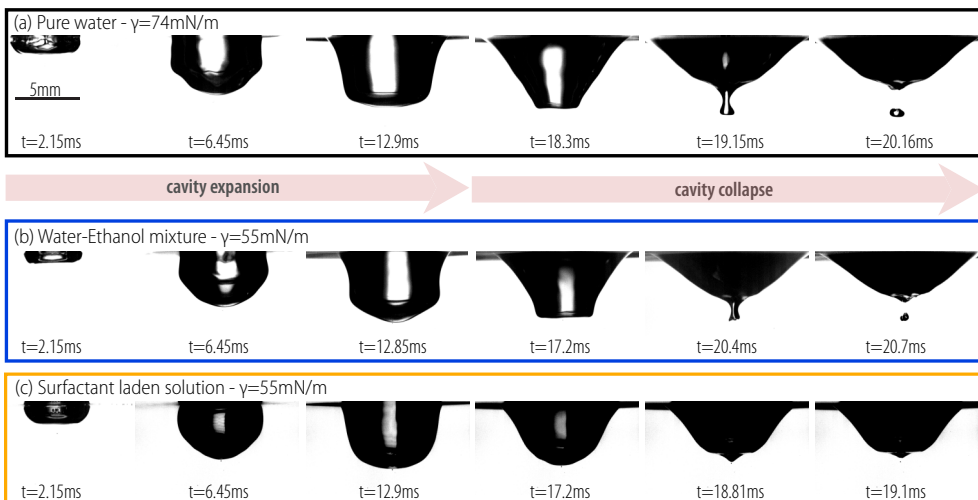 (a) Pure water - γ=74mN/m
5mm
t=2.15ms t=6.45ms t=12.9ms t=18.3ms t=19.15ms t=20.16ms
cavity expansion cavity collapse
(b) Water-Ethanol mixture - γ=55mN/m
t=2.15ms t=6.45ms t=12.85ms t=17.2ms t=20.4ms t=20.7ms
(c) Surfactant laden solution - γ=55mN/m
t=2.15ms t=6.45ms t=12.9ms t=17.2ms t=18.81ms t=19.1ms